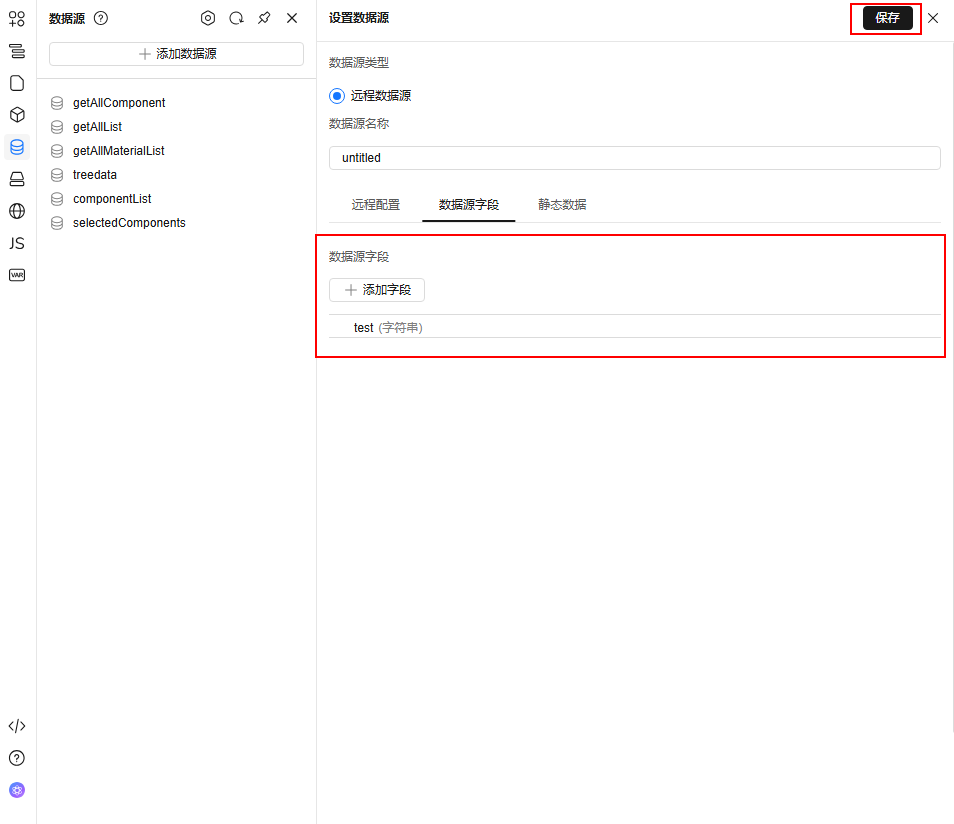 数据源
添加数据源
getAllComponent
getAllList
getAllMaterialList
treedata
componentList
selectedComponents
JS
VAR
设置数据源
保存
数据源类型
远程数据源
数据源名称
untitled
远程配置 数据源字段 静态数据
数据源字段
添加字段
test (字符串)